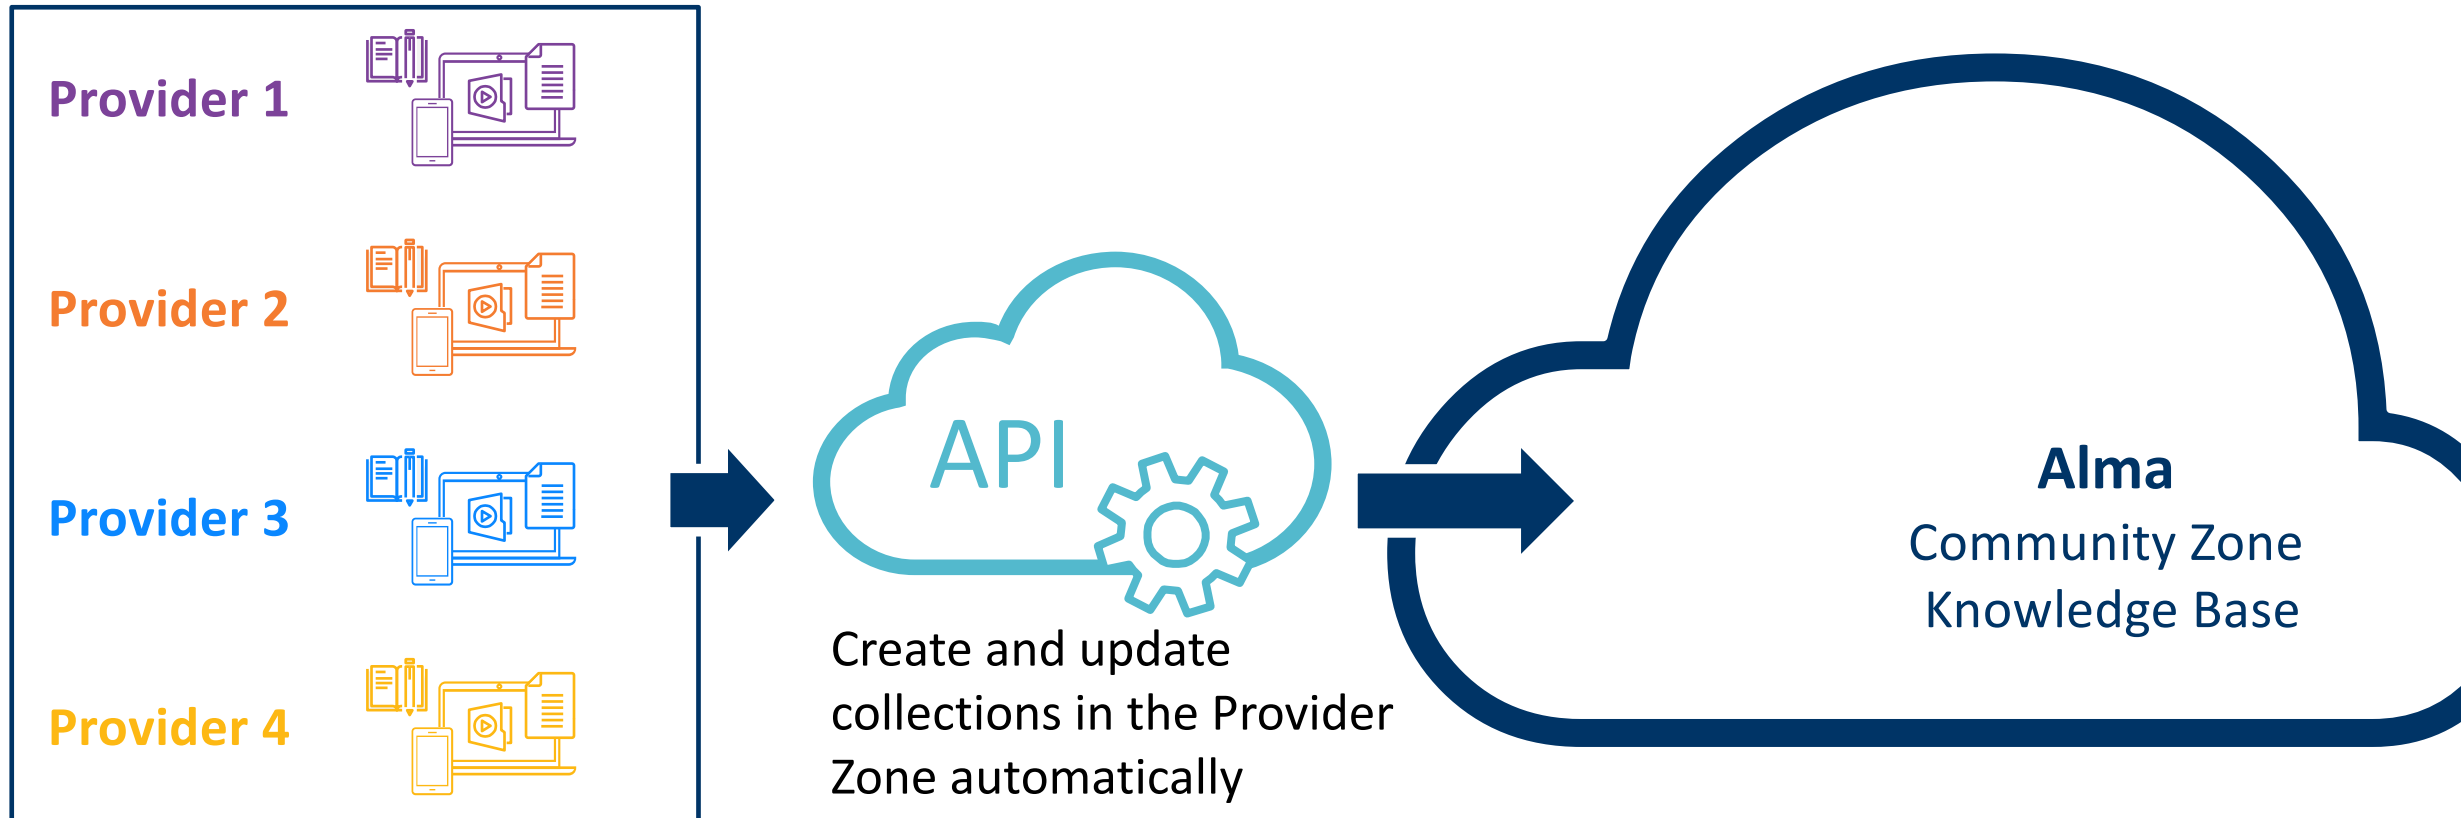 Provider 1
Provider 2
Provider 3
Provider 4
API
Create and update
collections in the Provider
Zone automatically
Alma
Community Zone
Knowledge Base